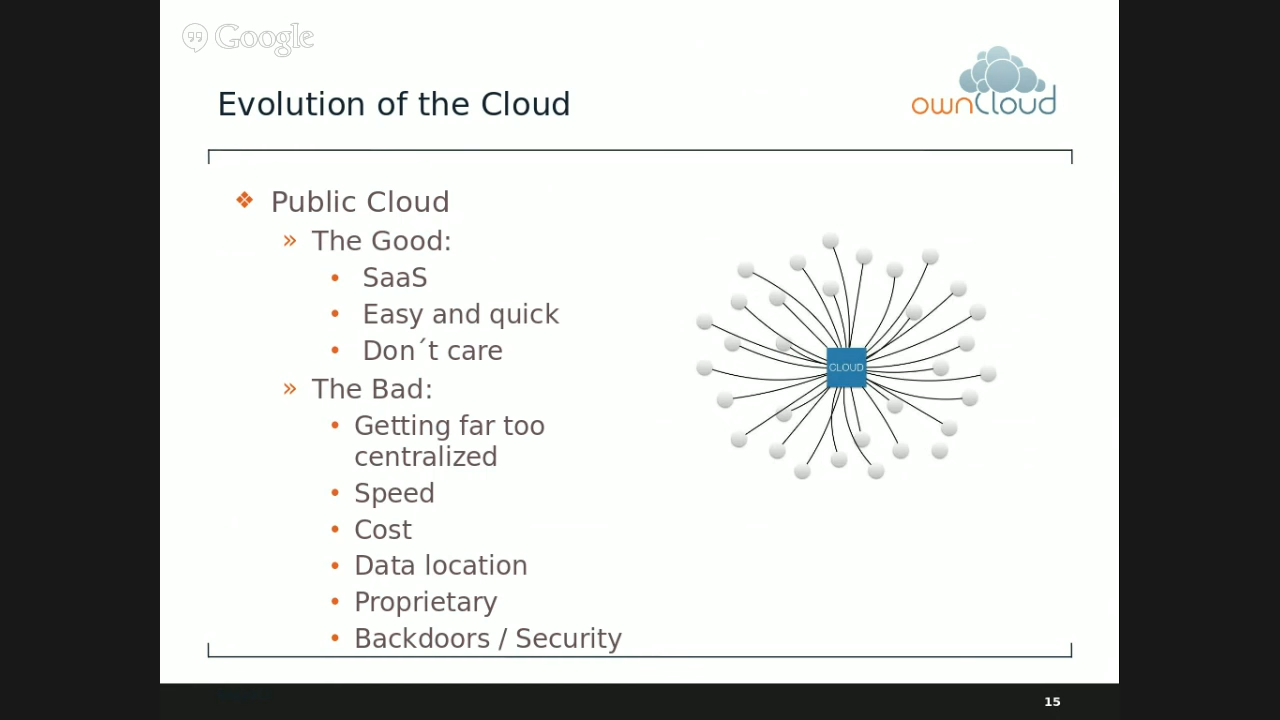 Google
ownCloud
Evolution of the Cloud
❖ Public Cloud
» The Good:
• SaaS
• Easy and quick
• Don´t care
» The Bad:
• Getting far too
centralized
• Speed
• Cost
• Data location
• Proprietary
• Backdoors / Security
CLOUD
15